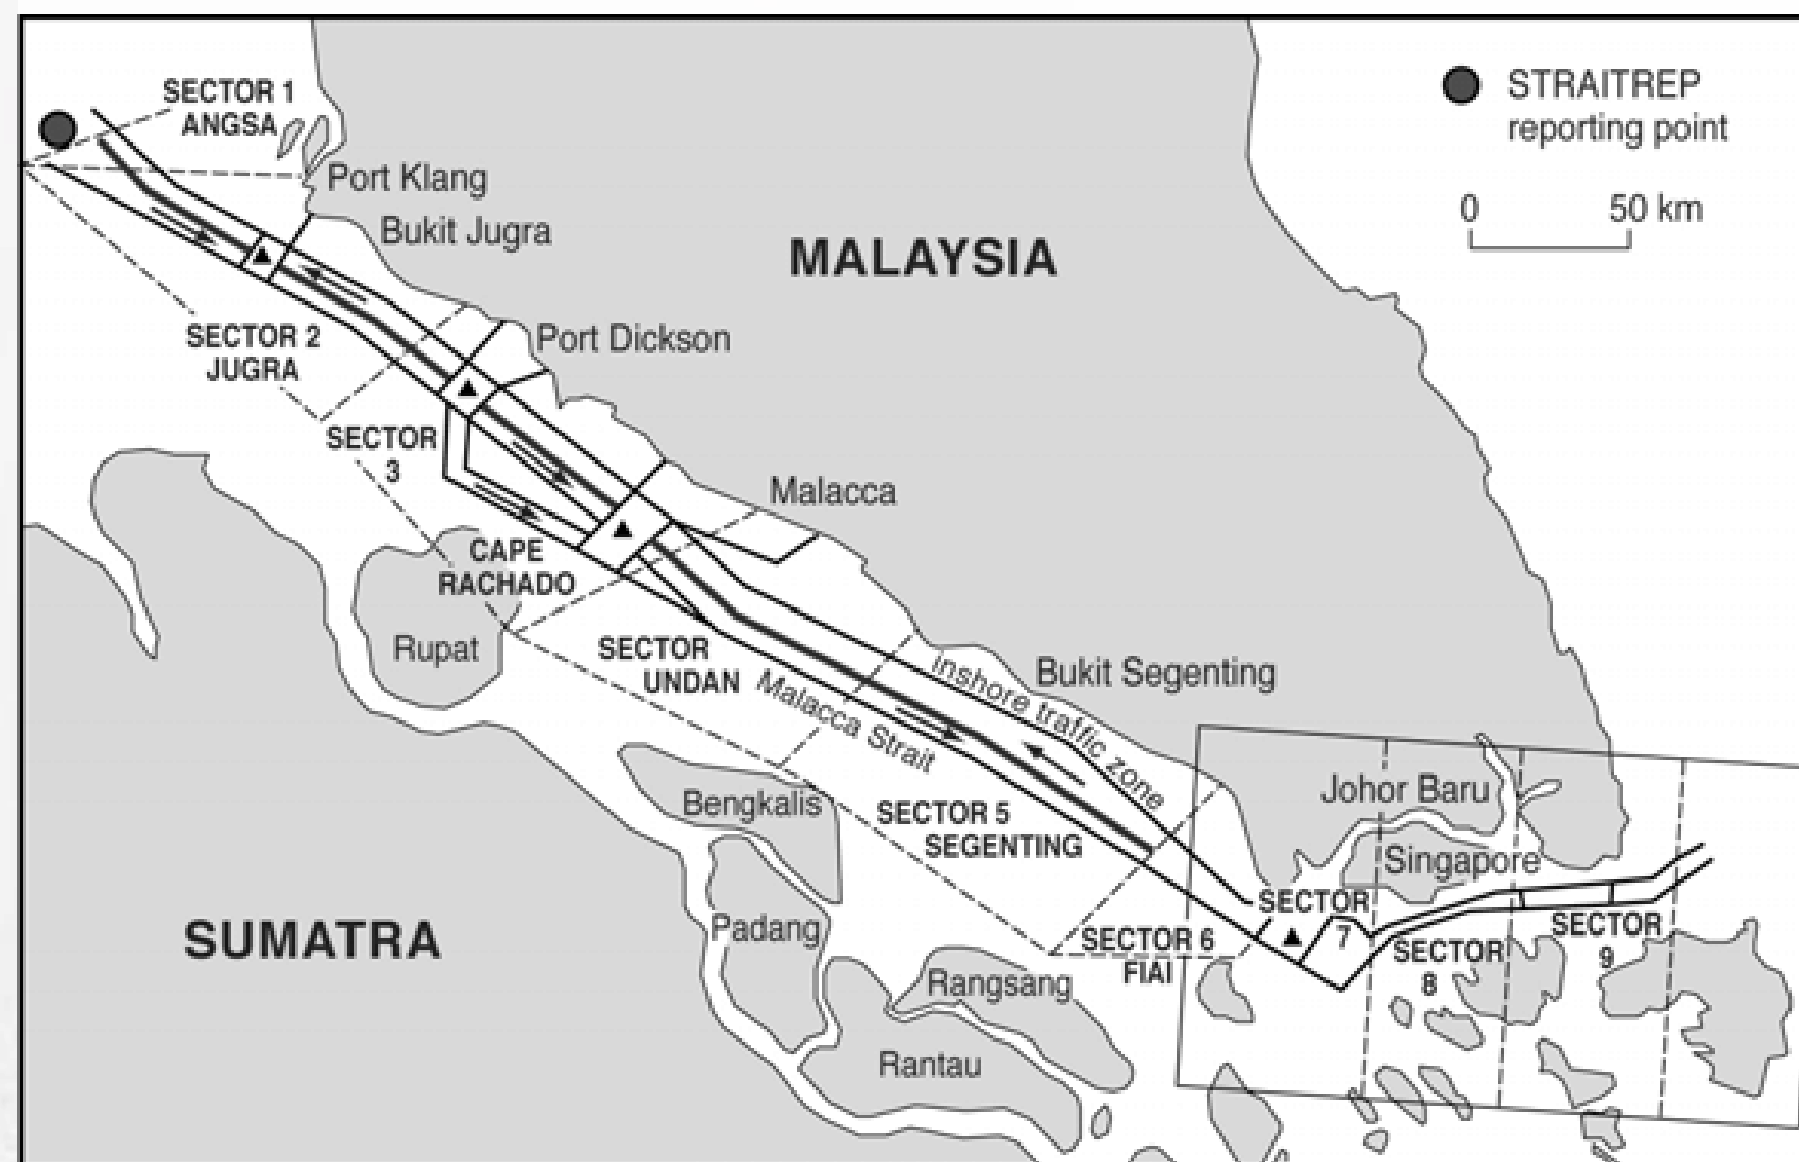 SECTOR 1
ANGSA
STRAITREP
reporting point
0 50 km
Port Klang
Bukit Jugra
MALAYSIA
SECTOR 2
JUGRA
Port Dickson
SECTOR
3
Malacca
CAPE
RACHADO
Rupat
SECTOR
UNDAN
Malacca Strait
inshore traffic zone
Bukit Segenting
Bengkalis
SECTOR 5
SEGENTING
Johor Baru
Singapore
SUMATRA
Padang
SECTOR
7
SECTOR 6
FIAI
SECTOR
8
SECTOR
9
Rangsang
Rantau